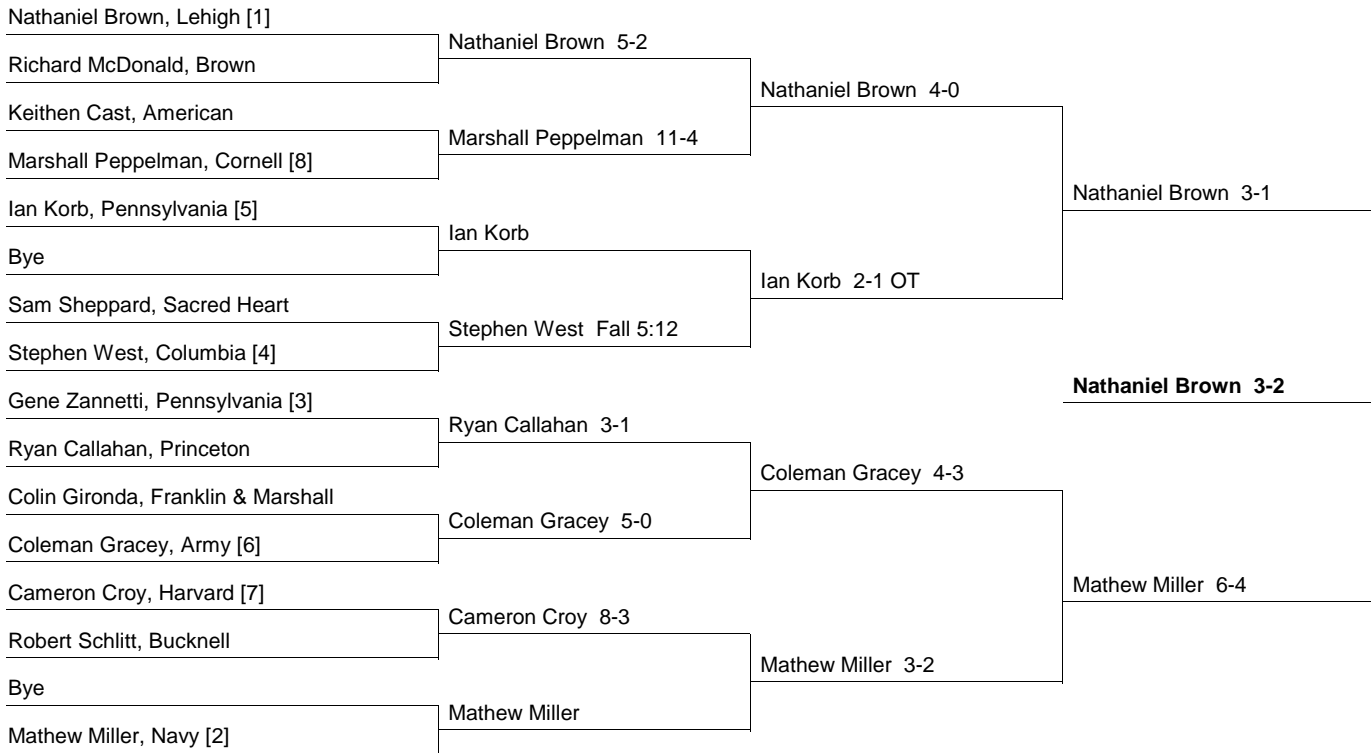 Nathaniel Brown, Lehigh [1]
Richard McDonald, Brown
Keithen Cast, American
Marshall Peppelman, Cornell [8]
Ian Korb, Pennsylvania [5]
Bye
Sam Sheppard, Sacred Heart
Stephen West, Columbia [4]
Gene Zannetti, Pennsylvania [3]
Ryan Callahan, Princeton
Colin Gironda, Franklin & Marshall
Coleman Gracey, Army [6]
Cameron Croy, Harvard [7]
Robert Schlitt, Bucknell
Bye
Mathew Miller, Navy [2]
Nathaniel Brown 5-2
Marshall Peppelman 11-4
Ian Korb
Stephen West Fall 5:12
Ryan Callahan 3-1
Coleman Gracey 5-0
Cameron Croy 8-3
Mathew Miller
Nathaniel Brown 4-0
Ian Korb 2-1 OT
Coleman Gracey 4-3
Mathew Miller 3-2
Nathaniel Brown 3-1
Mathew Miller 6-4
Nathaniel Brown 3-2